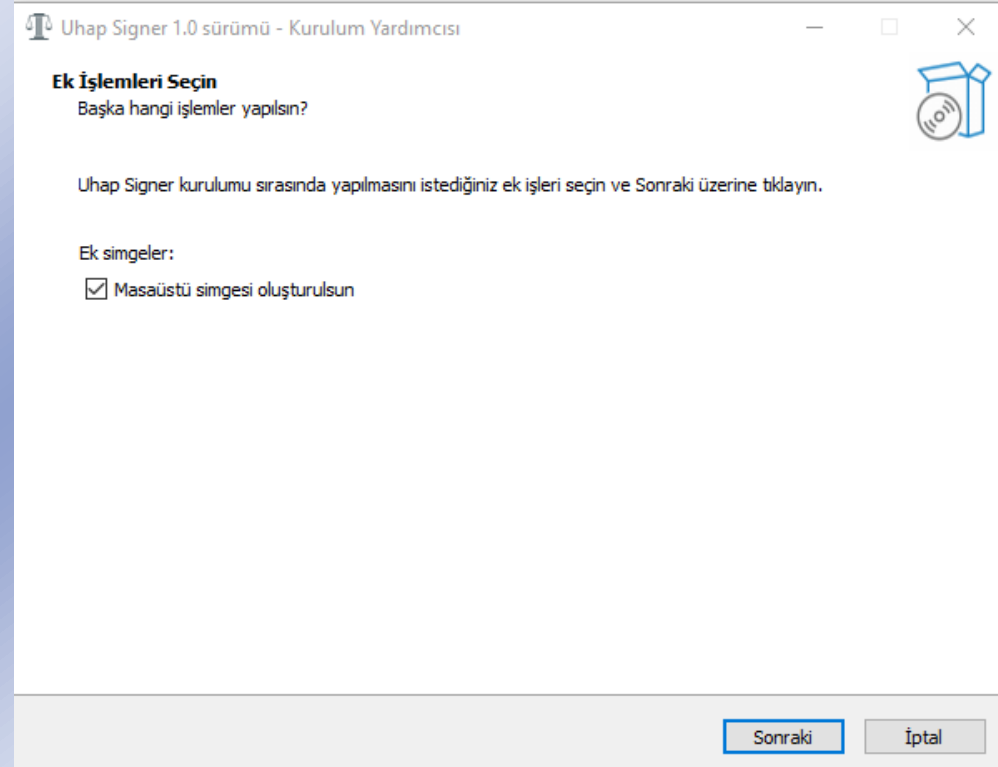 Uhap Signer 1.0 sürümü - Kurulum Yardımcısı
Ek İşlemleri Seçin
Başka hangi işlemler yapılsın?
Uhap Signer kurulumu sırasında yapılmasını istediğiniz ek işleri seçin ve Sonraki üzerine tıklayın.
Ek simgeler:
Masaüstü simgesi oluşturulsun
Sonraki
İptal